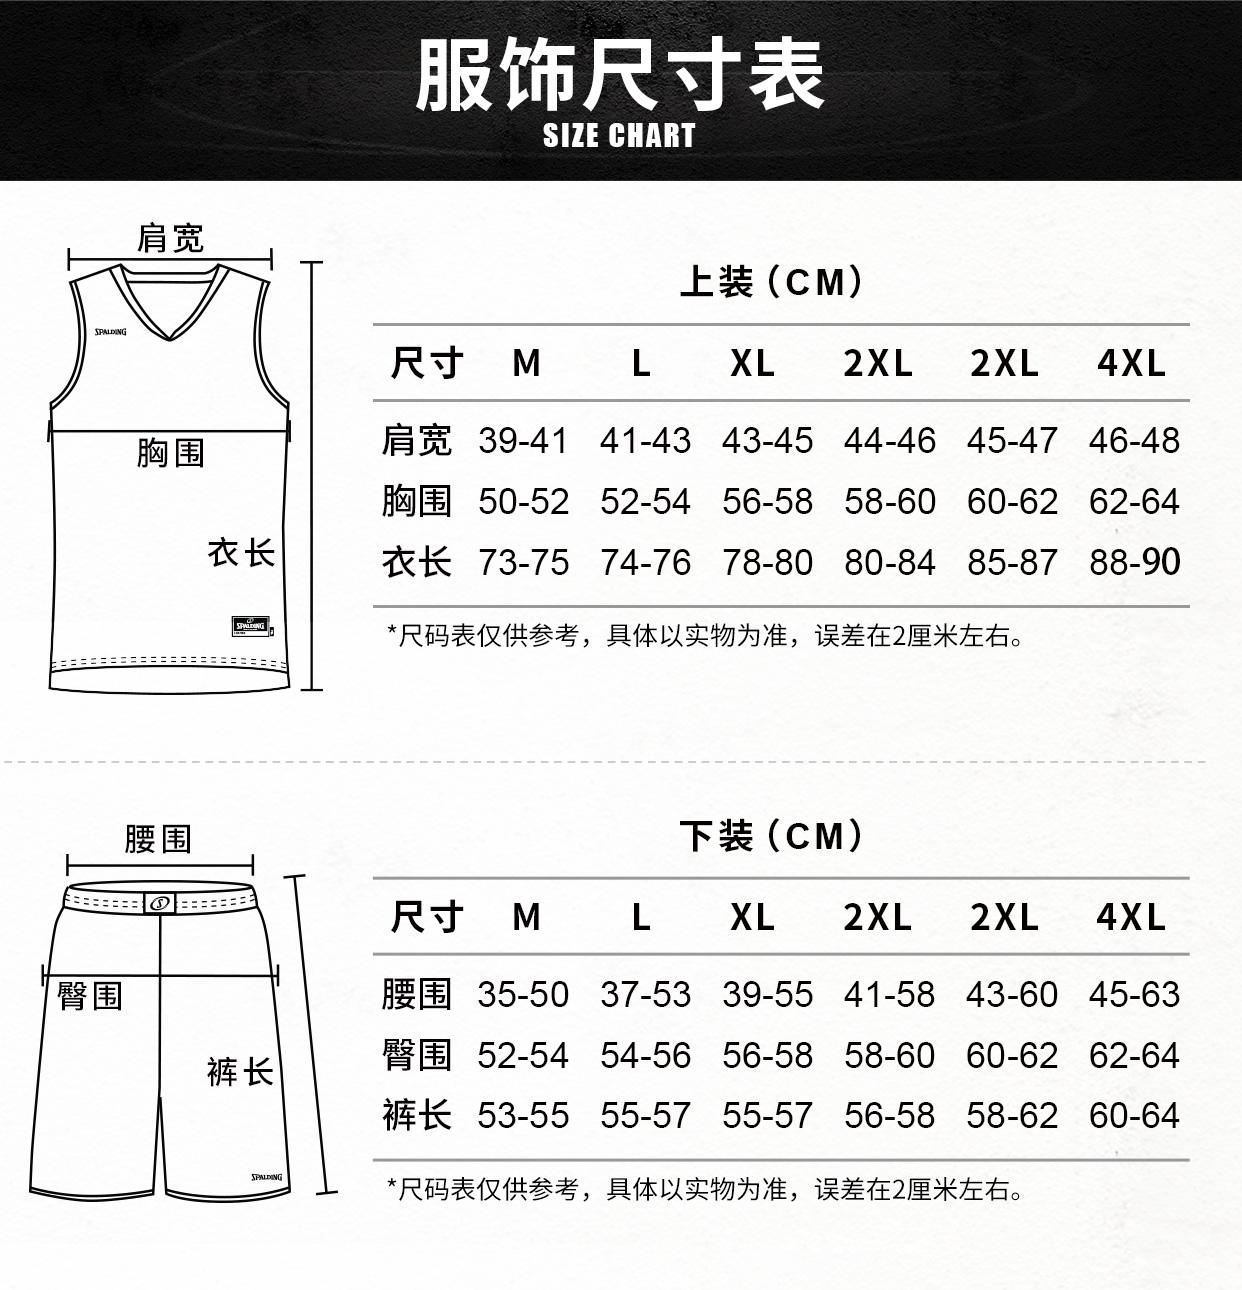 服饰尺寸表
SIZE CHART
肩宽
SPALDING
胸围
衣长
SPALDING
上装（CM）
尺寸 M L XL 2XL 2XL 4XL
肩宽 39-41 41-43 43-45 44-46 45-47 46-48
胸围 50-52 52-54 56-58 58-60 60-62 62-64
衣长 73-75 74-76 78-80 80-84 85-87 88-90
*尺码表仅供参考，具体以实物为准，误差在2厘米左右。
腰围
臀围
裤长
SPALDING
下装（CM）
尺寸 M L XL 2XL 2XL 4XL
腰围 35-50 37-53 39-55 41-58 43-60 45-63
臀围 52-54 54-56 56-58 58-60 60-62 62-64
裤长 53-55 55-57 55-57 56-58 58-62 60-64
*尺码表仅供参考，具体以实物为准，误差在2厘米左右。